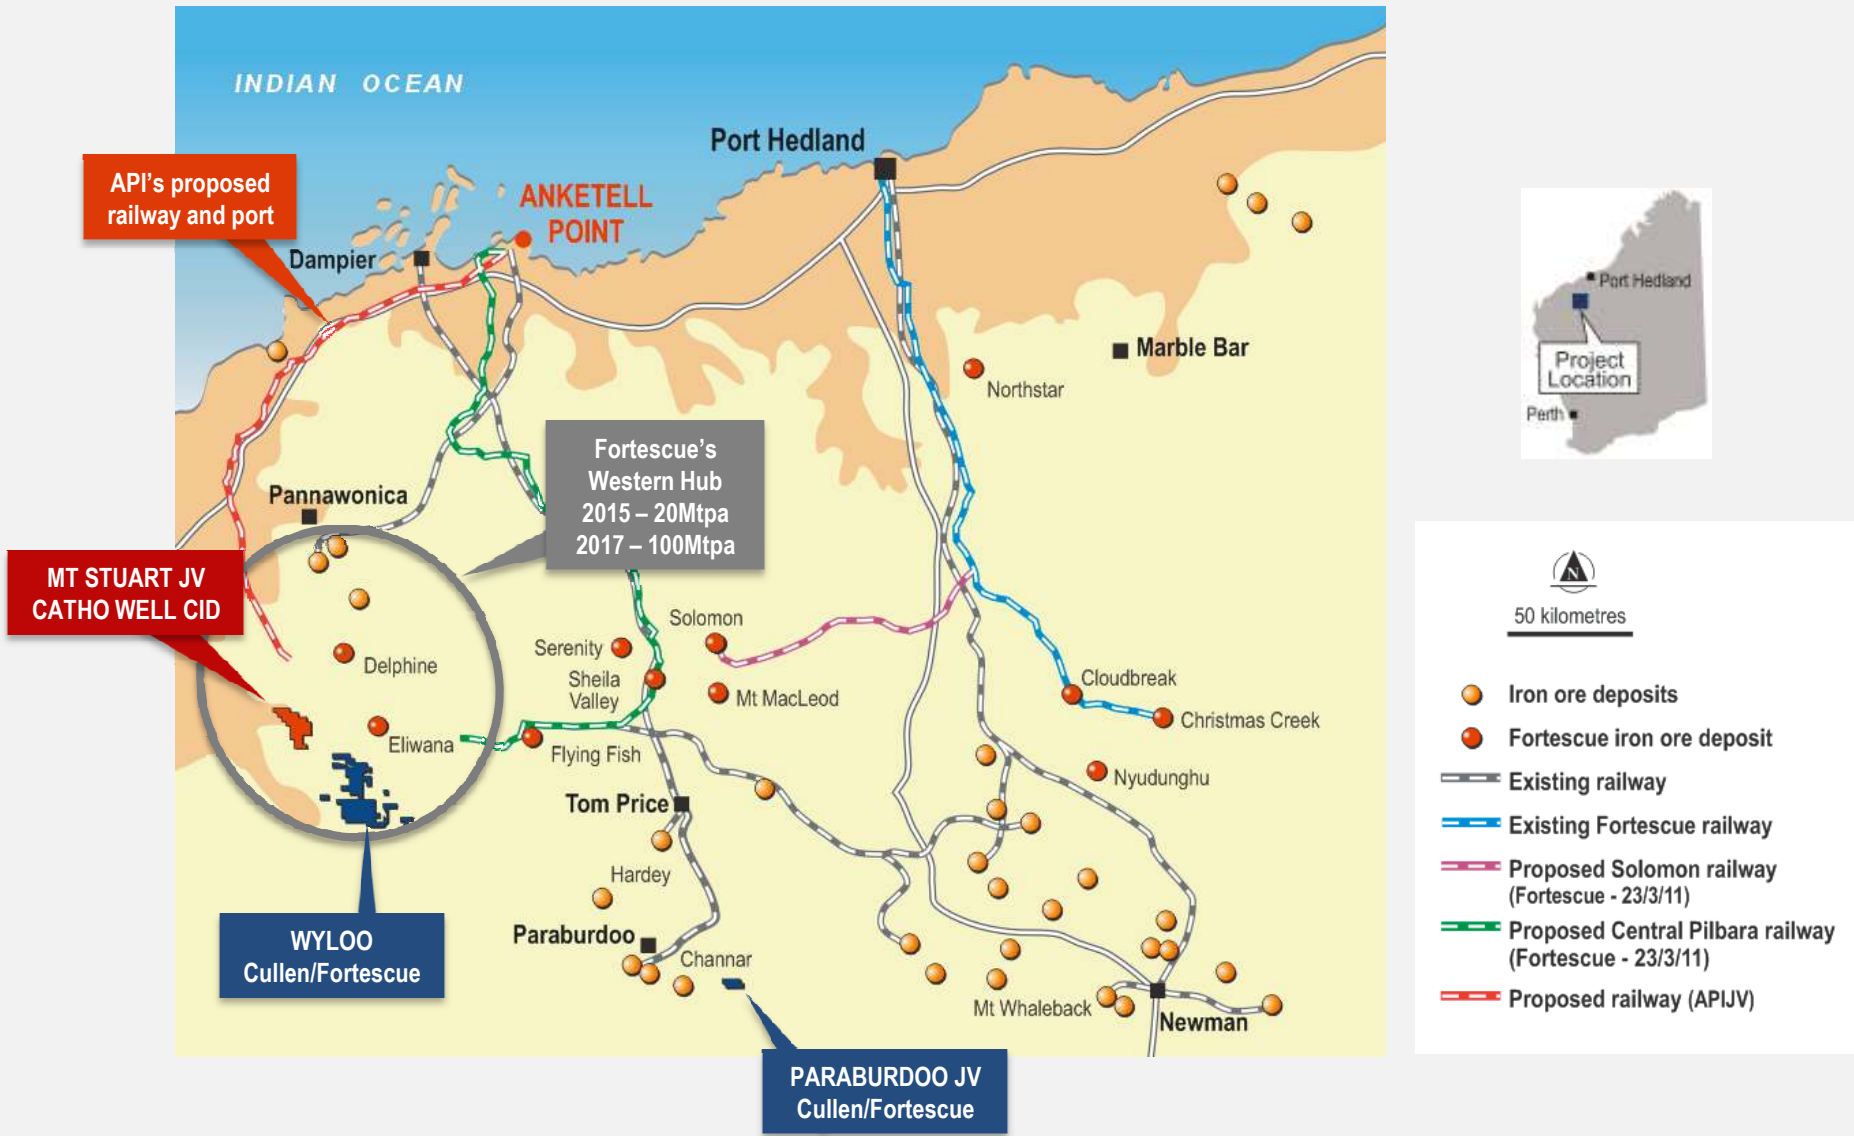 INDIAN OCEAN
Port Hedland
API's proposed
railway and port
ANKETELL
POINT
Dampier
Marble Bar
Northstar
Fortescue's
Western Hub
2015 – 20Mtpa
2017 – 100Mtpa
Pannawonica
MT STUART JV
CATHO WELL CID
Delphine
Eliwana
Serenity
Sheila
Valley
Solomon
Mt MacLeod
Flying Fish
Cloudbreak
Christmas Creek
Nyudunghu
Tom Price
Hardey
Paraburdoo
Channar
Mt Whaleback
Newman
WYLOO
Cullen/Fortescue
PARABURDOO JV
Cullen/Fortescue
Port Hedland
Project
Location
Perth
N
50 kilometres
Iron ore deposits
Fortescue iron ore deposit
Existing railway
Existing Fortescue railway
Proposed Solomon railway
(Fortescue - 23/3/11)
Proposed Central Pilbara railway
(Fortescue - 23/3/11)
Proposed railway (APIJV)